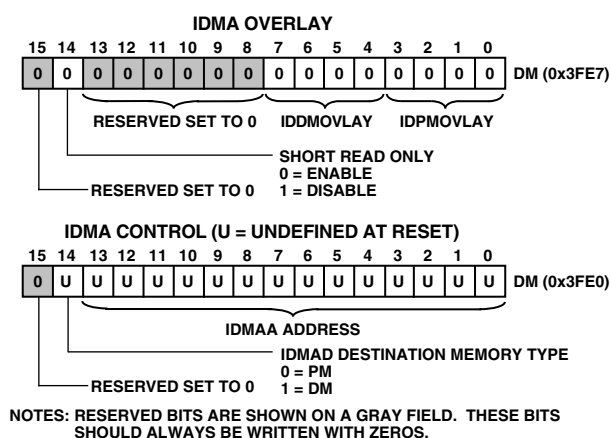 IDMA OVERLAY
15 14 13 12 11 10 9 8 7 6 5 4 3 2 1 0
0 0 0 0 0 0 0 0 0 0 0 0 0 0 0 0 DM (0x3FE7)
RESERVED SET TO 0 IDDMOVLAY IDPMOVLAY
SHORT READ ONLY
0 = ENABLE
RESERVED SET TO 0 1 = DISABLE
IDMA CONTROL (U = UNDEFINED AT RESET)
15 14 13 12 11 10 9 8 7 6 5 4 3 2 1 0
0 U U U U U U U U U U U U U U U DM (0x3FE0)
IDMAA ADDRESS
IDMAD DESTINATION MEMORY TYPE
0 = PM
RESERVED SET TO 0 1 = DM
NOTES: RESERVED BITS ARE SHOWN ON A GRAY FIELD. THESE BITS
SHOULD ALWAYS BE WRITTEN WITH ZEROS.